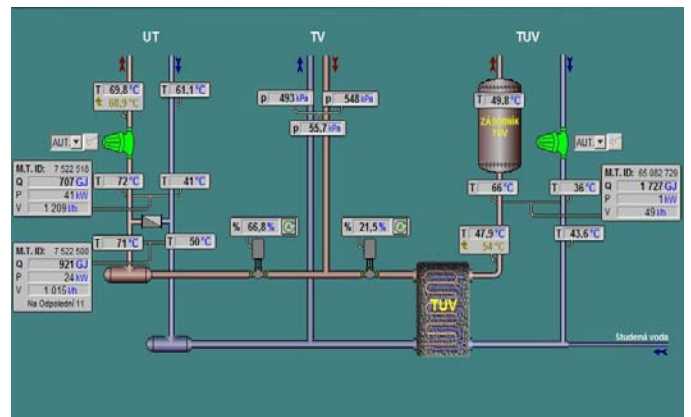 UT
TV
TUV
T 69.8 °C
68,9 °C
T 61.1 °C
p 493 kPa
p 548 kPa
p 55.7 kPa
T 49.8 °C
ZÁSOBNÍK
TUV
AUT.
AUT.
M.T. ID: 7 522 518
Q 707 GJ
P 41 kW
V 1 209 l/h
T 72 °C
T 41 °C
T 66 °C
T 36 °C
M.T. ID: 65 082 729
Q 1 727 GJ
P 1 kW
V 49 l/h
T 71 °C
T 50 °C
% 66,8 %
% 21,5 %
T 47.9 °C
54 °C
T 43.6 °C
M.T. ID: 7 522 500
Q 921 GJ
P 24 kW
V 1 015 l/h
Na Odpolední 11
TUV
Studená voda